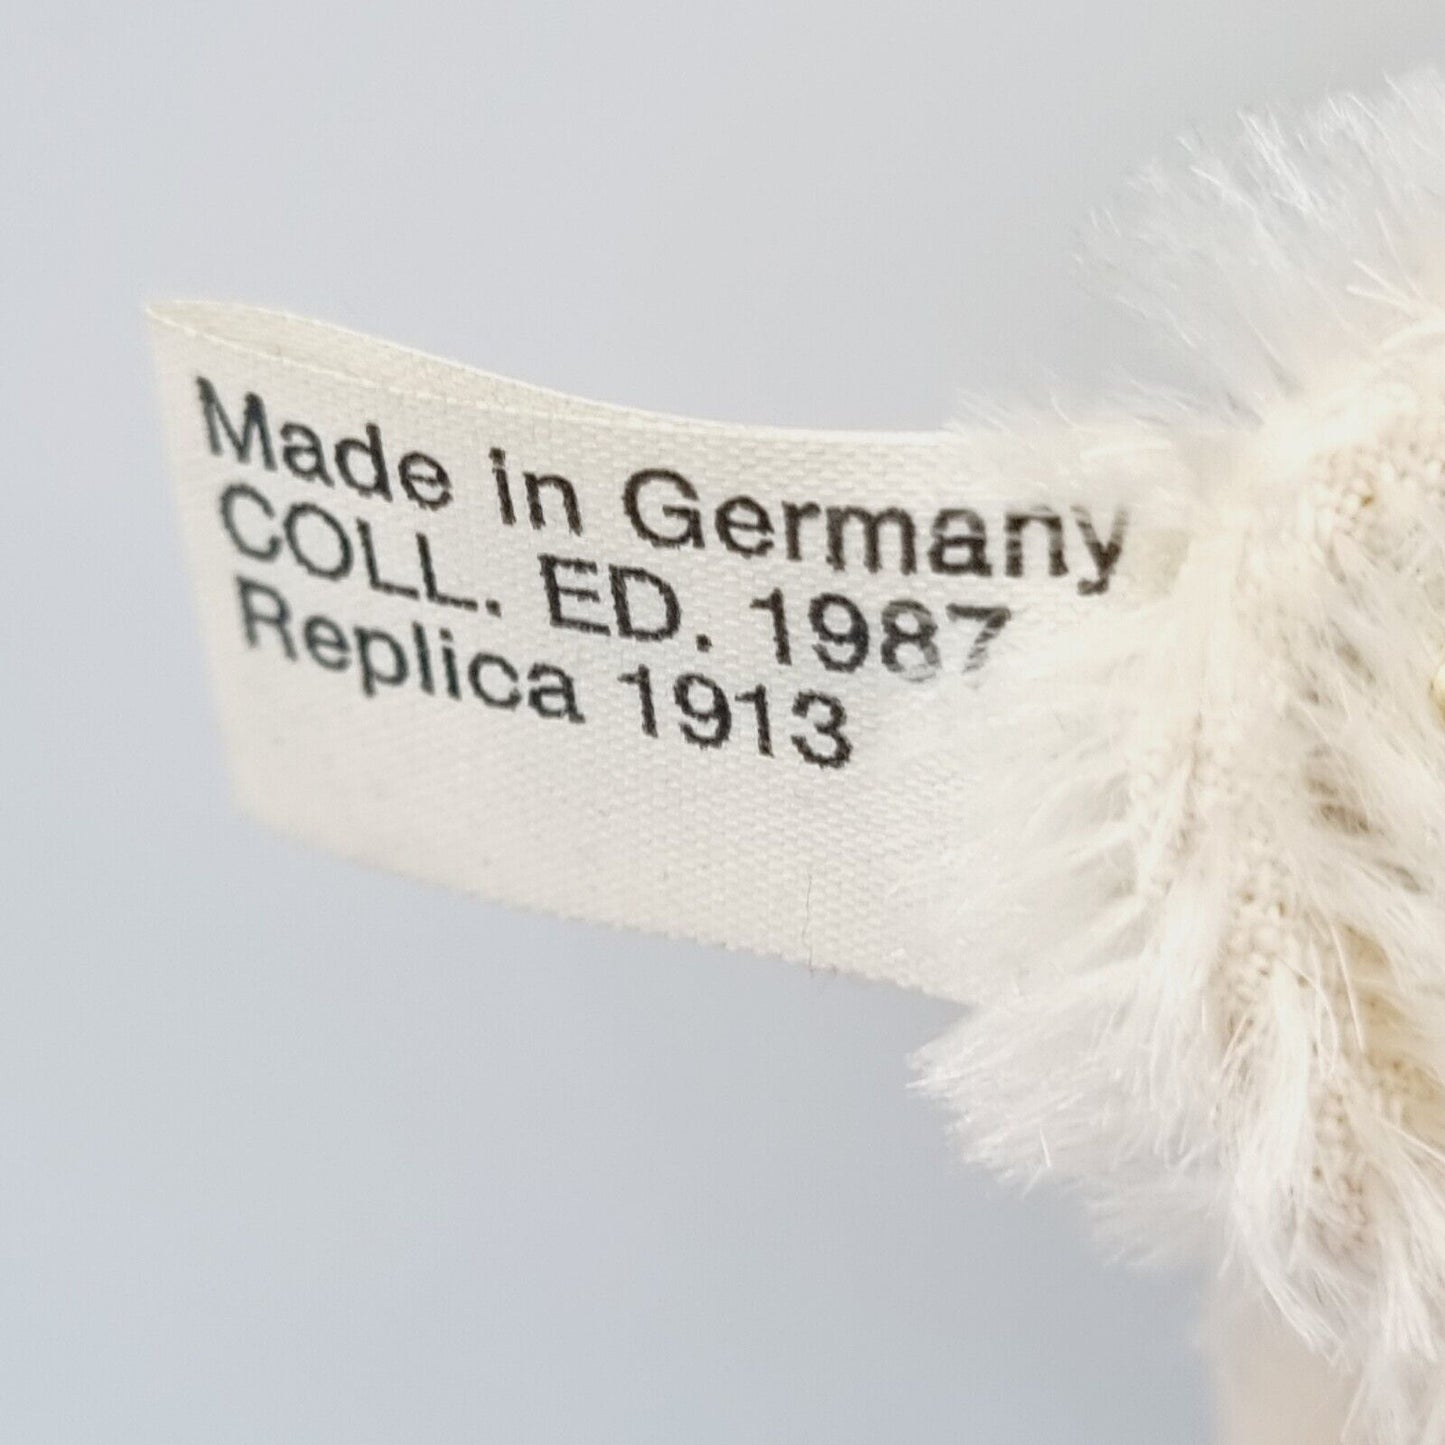 Made in Germany
COLL. ED. 1987
Replica 1913